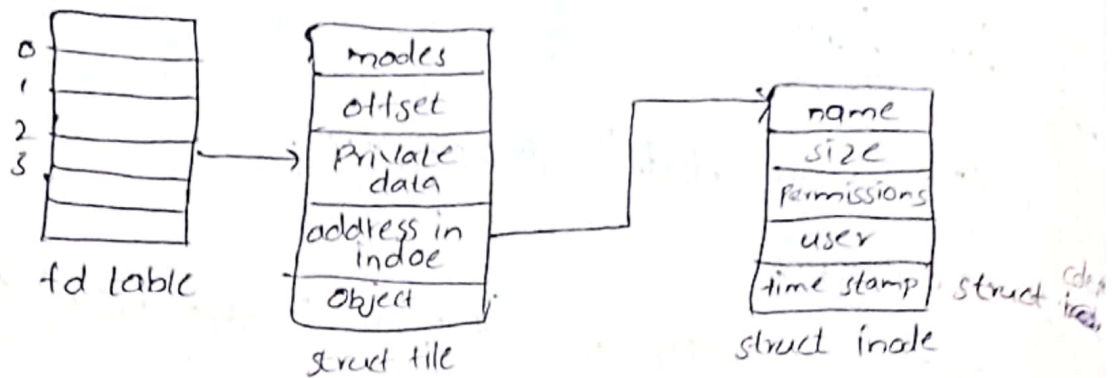 0
1
2
3
fd lable
modes
offset
Private
data
address in
indoe
Object
struct file
name
size
Permissions
user
time stamp
struct inode
struct